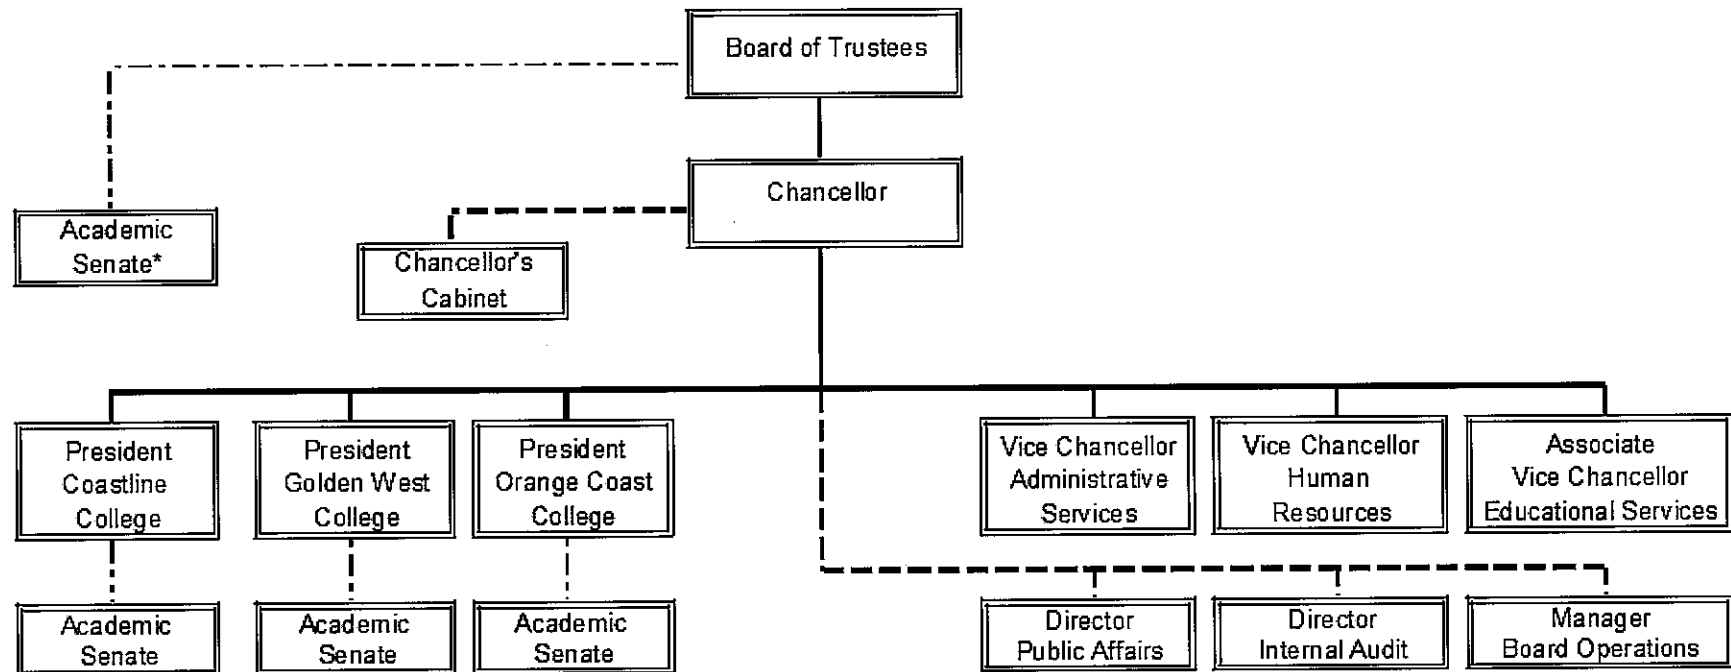 Board of Trustees
Chancellor
Academic
Senate*
Chancellor's
Cabinet
President
Coastline
College
President
Golden West
College
President
Orange Coast
College
Vice Chancellor
Administrative
Services
Vice Chancellor
Human
Resources
Associate
Vice Chancellor
Educational Services
Academic
Senate
Academic
Senate
Academic
Senate
Director
Public Affairs
Director
Internal Audit
Manager
Board Operations